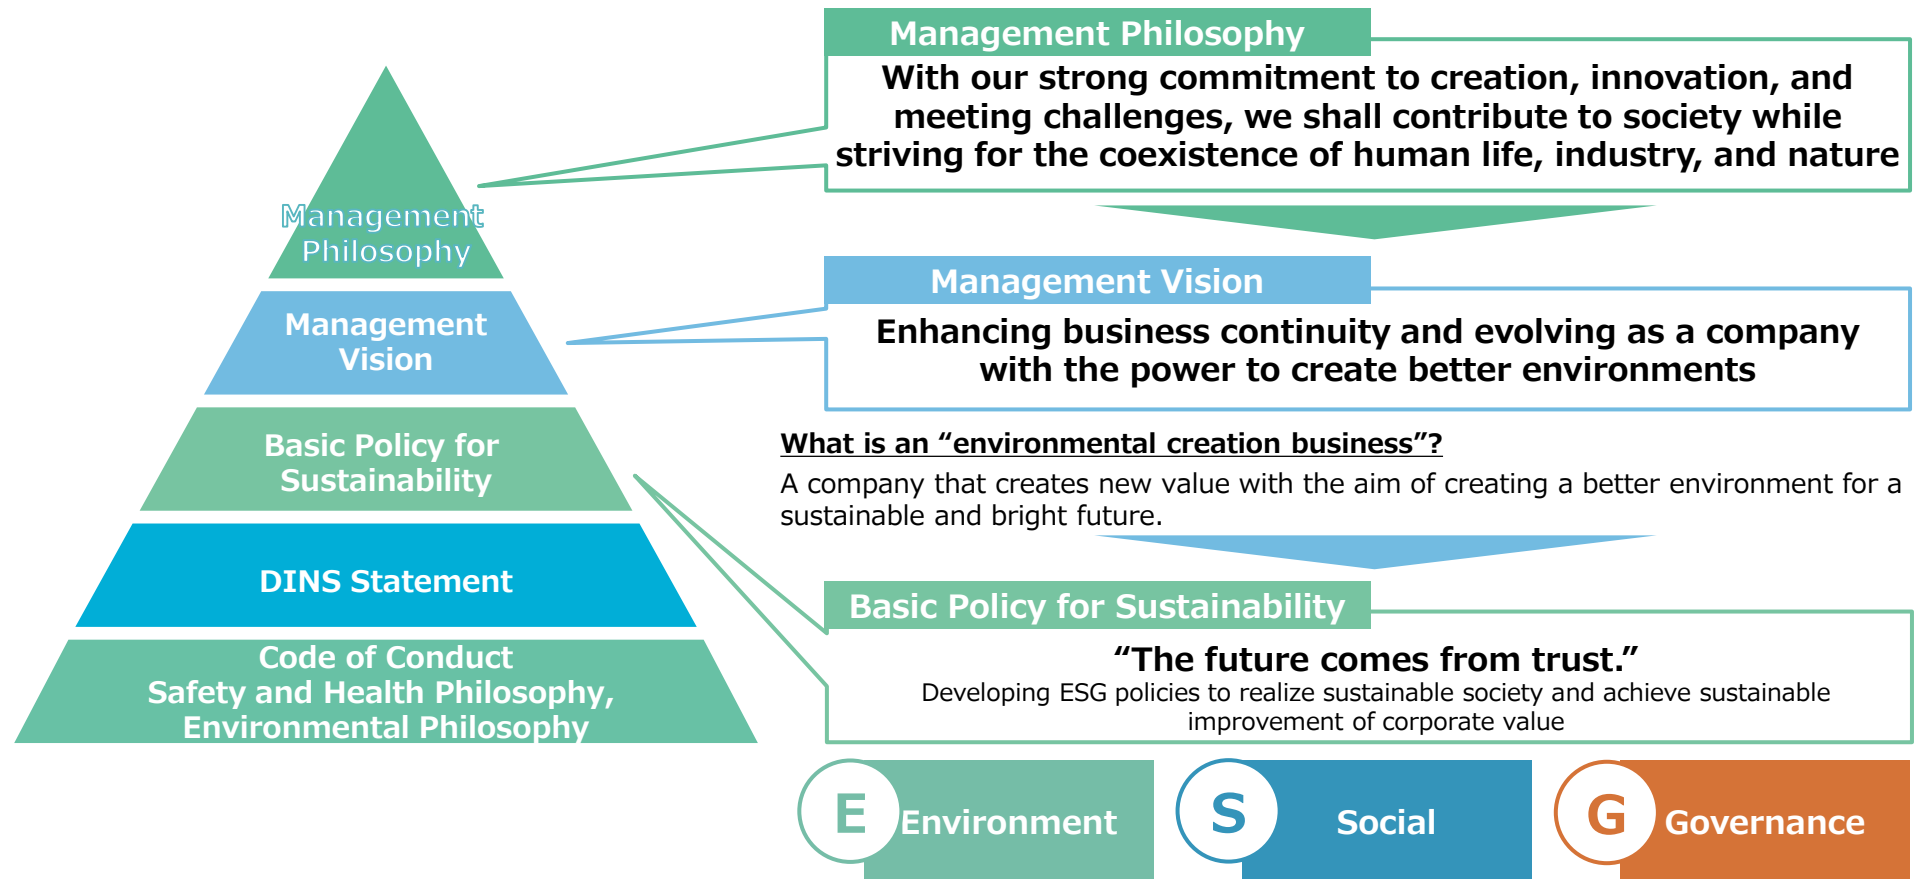 Management Philosophy
With our strong commitment to creation, innovation, and
meeting challenges, we shall contribute to society while
striving for the coexistence of human life, industry, and nature
Management
Philosophy
Management Vision
Enhancing business continuity and evolving as a company
with the power to create better environments
Management
Vision
What is an “environmental creation business”?
A company that creates new value with the aim of creating a better environment for a
sustainable and bright future.
Basic Policy for
Sustainability
DINS Statement
Basic Policy for Sustainability
“The future comes from trust.”
Developing ESG policies to realize sustainable society and achieve sustainable
improvement of corporate value
Code of Conduct
Safety and Health Philosophy,
Environmental Philosophy
E Environment
S Social
G Governance